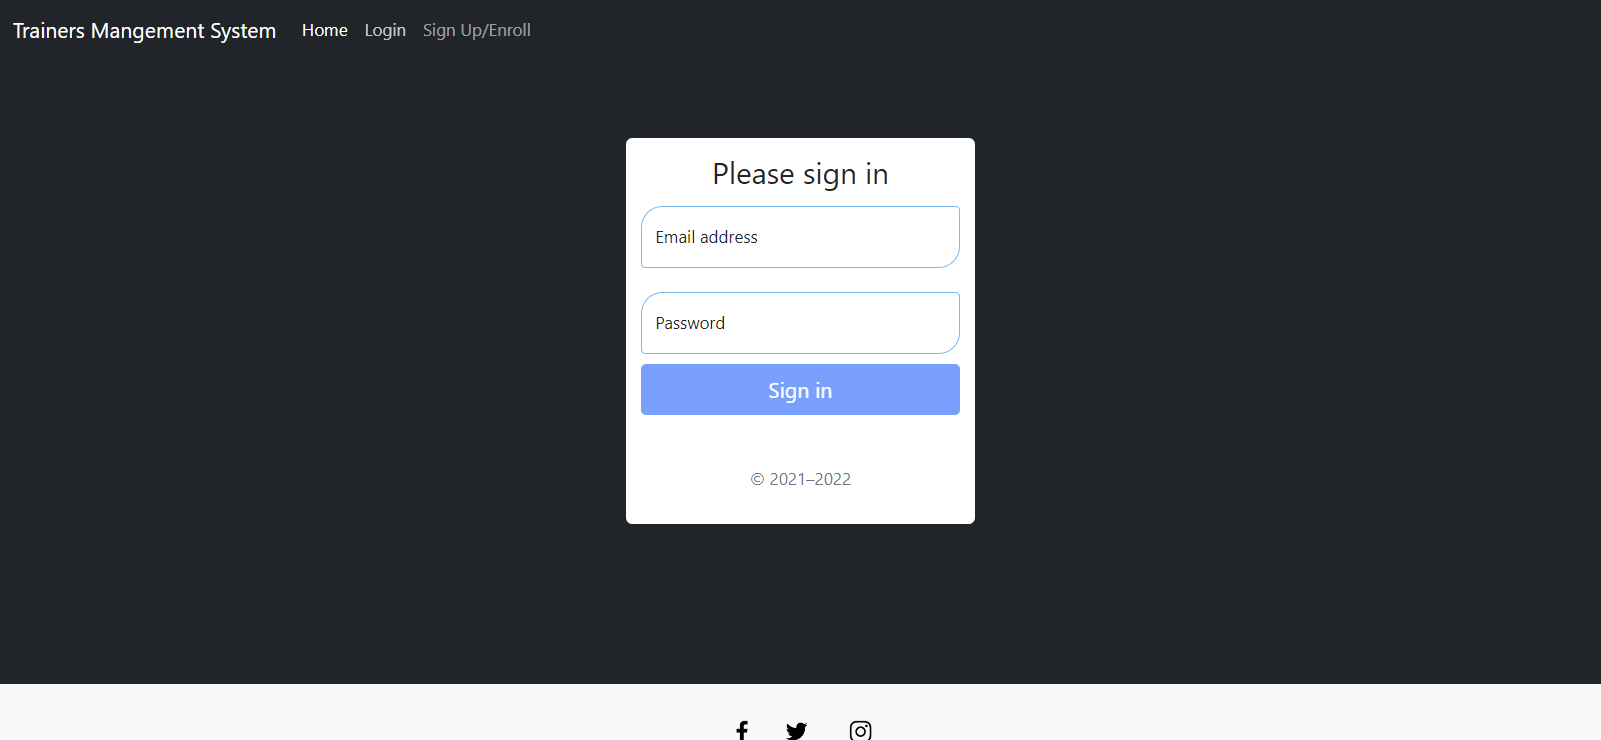 Trainers Mangement System Home Login Sign Up/Enroll
Please sign in
Email address
Password
Sign in
© 2021–2022